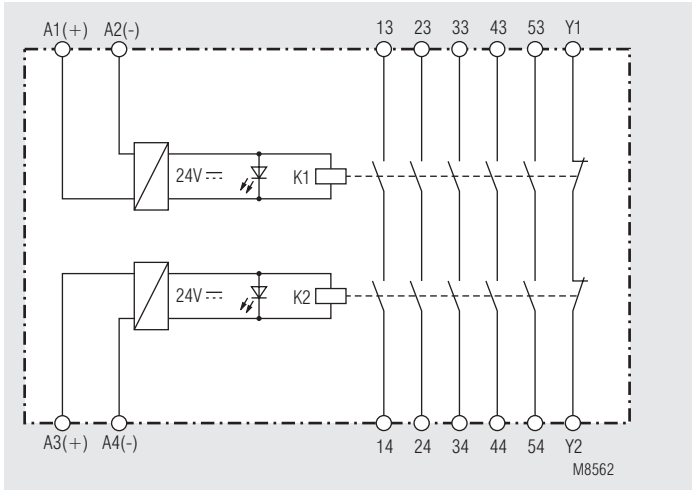 A1(+) A2(-) 13 23 33 43 53 Y1
24V K1
24V K2
A3(+) A4(-) 14 24 34 44 54 Y2
M8562